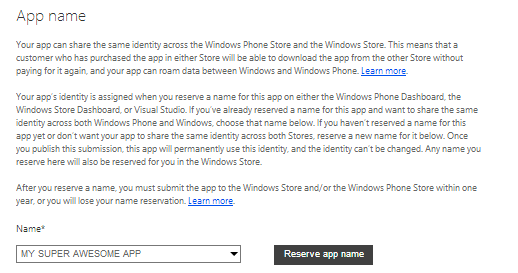 App name
Your app can share the same identity across the Windows Phone Store and the Windows Store. This means that a
customer who has purchased the app in either Store will be able to download the app from the other Store without
paying for it again, and your app can roam data between Windows and Windows Phone. Learn more.
Your app's identity is assigned when you reserve a name for this app on either the Windows Phone Dashboard, the
Windows Store Dashboard, or Visual Studio. If you've already reserved a name for this app and want to share the same
identity across both Windows Phone and Windows, choose that name below. If you haven't reserved a name for this
app yet or don't want your app to share the same identity across both Stores, reserve a new name for it below. Once
you publish this submission, this app will permanently use this identity, and the identity can't be changed. Any name you
reserve here will also be reserved for you in the Windows Store.
After you reserve a name, you must submit the app to the Windows Store and/or the Windows Phone Store within one
year, or you will lose your name reservation. Learn more.
Name*
MY SUPER AWESOME APP
Reserve app name